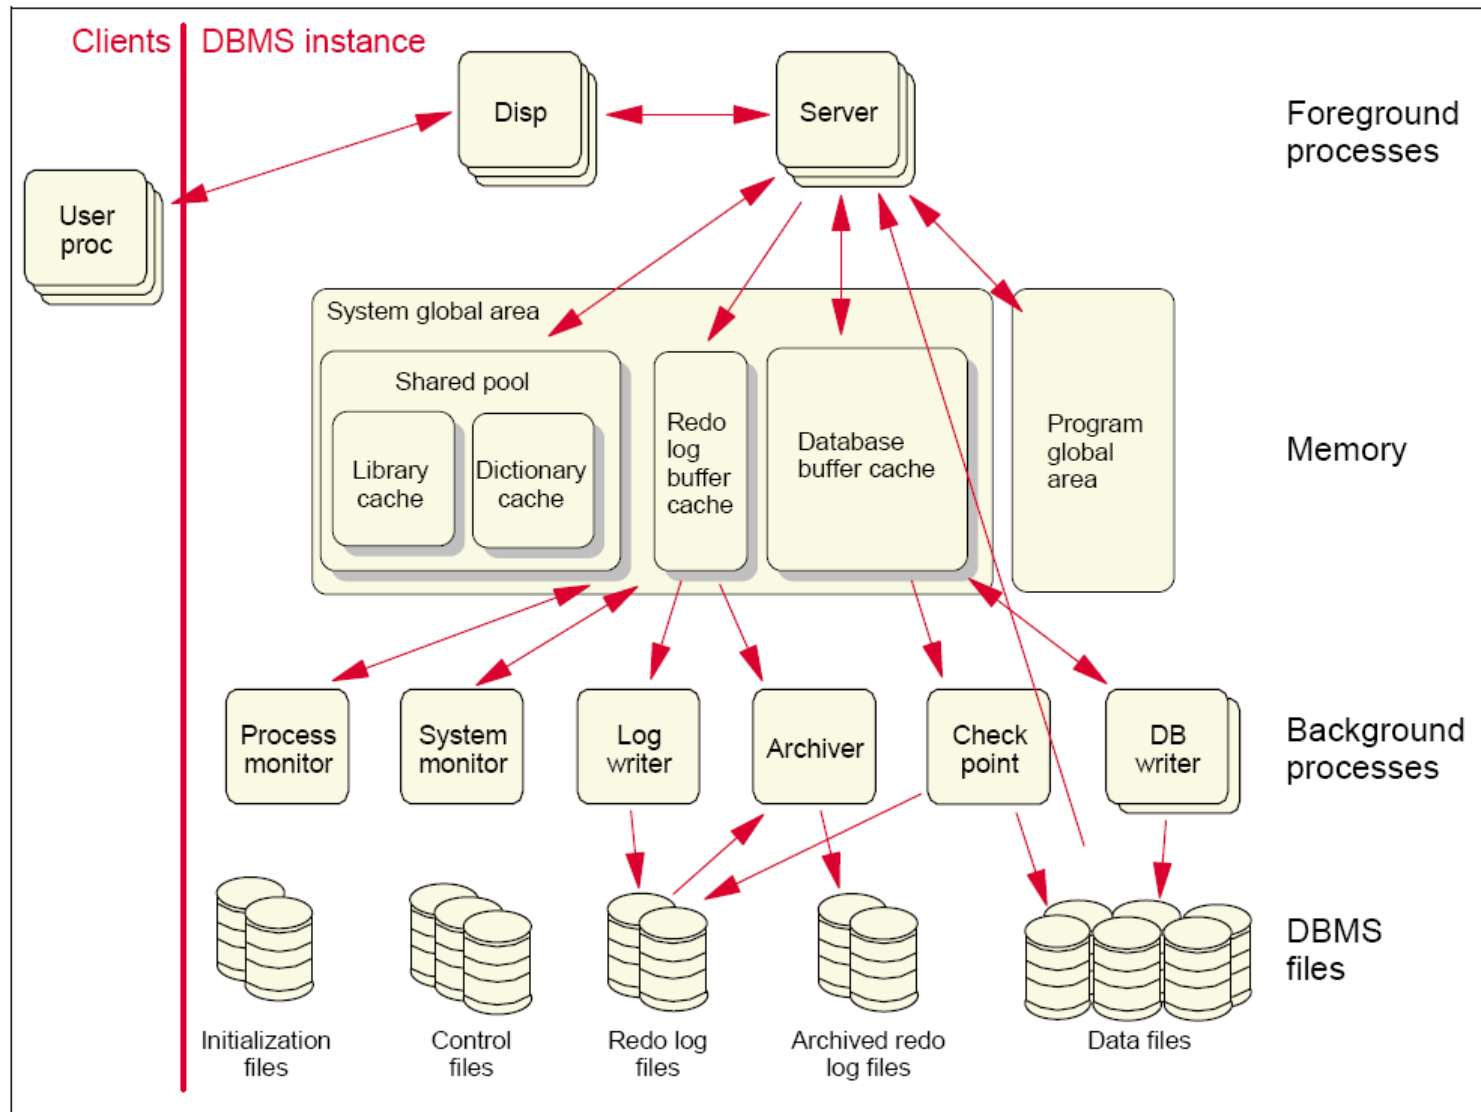 Clients
DBMS instance
Disp
Server
Foreground
processes
User
proc
System global area
Shared pool
Library
cache
Dictionary
cache
Redo
log
buffer
cache
Database
buffer cache
Program
global
area
Memory
Process
monitor
System
monitor
Log
writer
Archiver
Check
point
DB
writer
Background
processes
DBMS
files
Initialization
files
Control
files
Redo log
files
Archived redo
log files
Data files